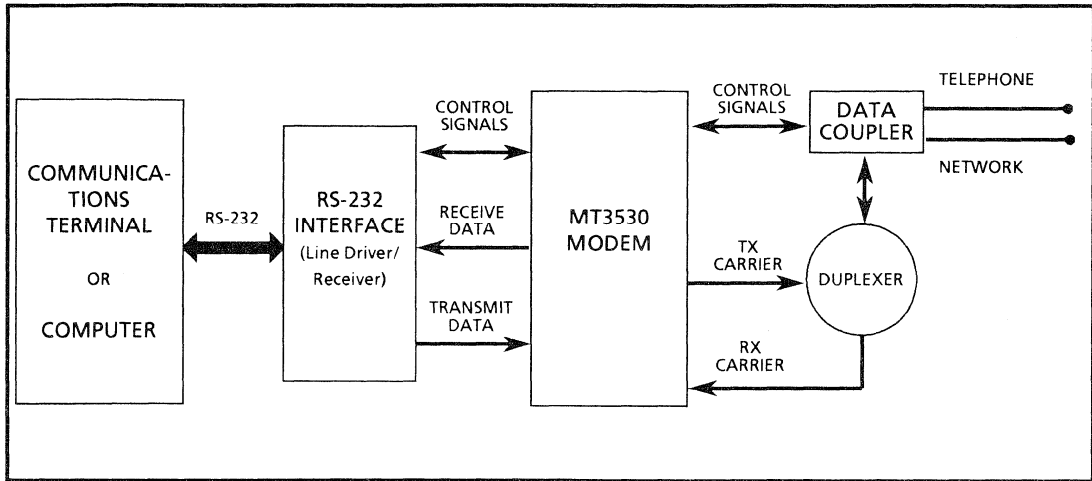 COMMUNICA-
TIONS
TERMINAL
OR
COMPUTER
RS-232
RS-232
INTERFACE
(Line Driver/
Receiver)
CONTROL
SIGNALS
RECEIVE
DATA
TRANSMIT
DATA
MT3530
MODEM
CONTROL
SIGNALS
TX
CARRIER
RX
CARRIER
DATA
COUPLER
DUPLEXER
TELEPHONE
NETWORK